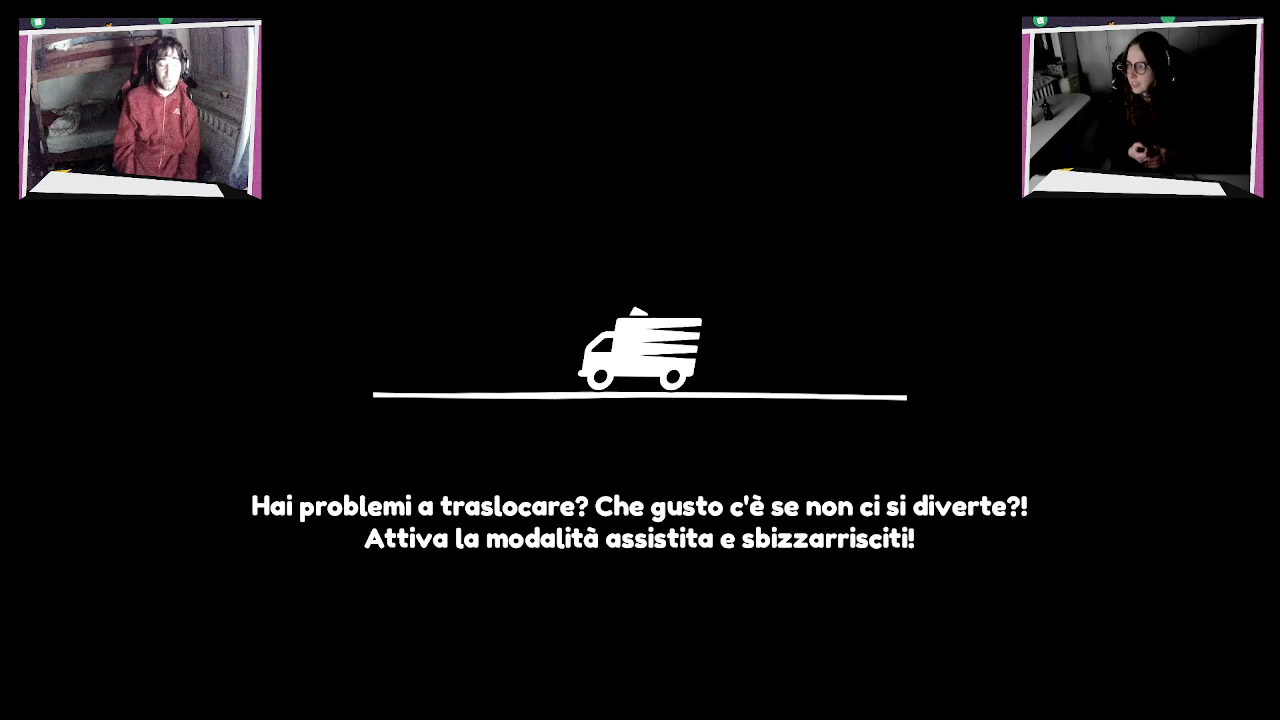 Hai problemi a traslocare? Che gusto c'è se non ci si diverte?!
Attiva la modalità assistita e sbizzarrisciti!